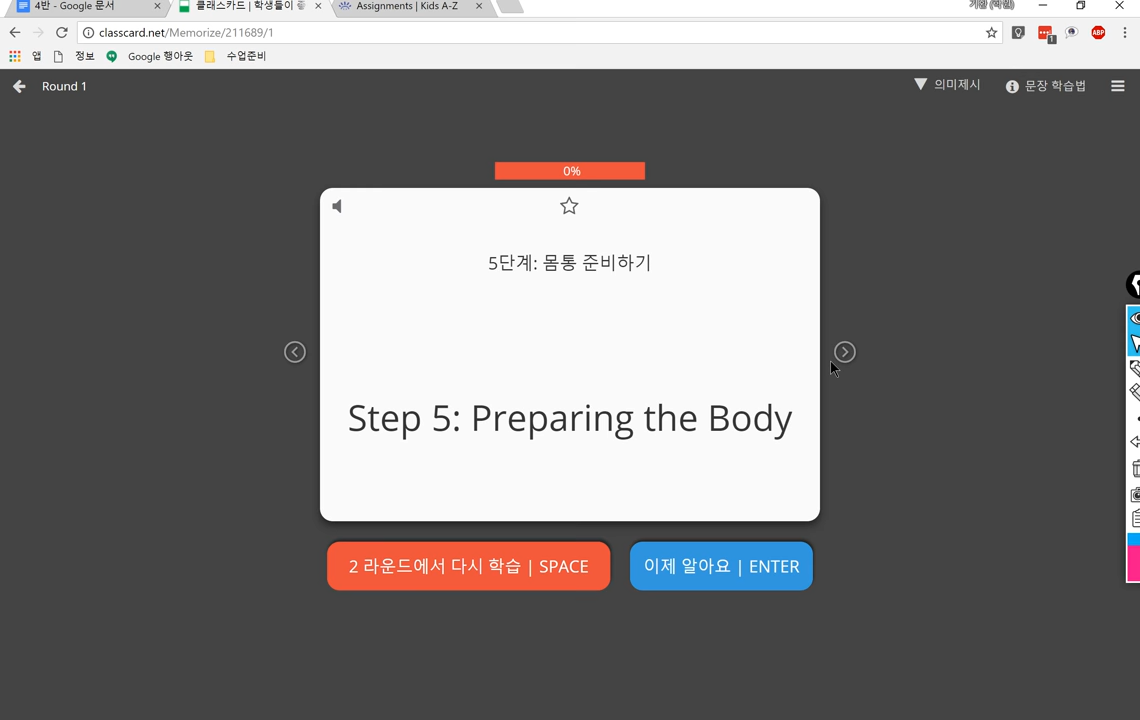 4반 - Google 문서
클래스카드 | 학생들이 좋
Assignments | Kids A-Z
classcard.net/Memorize/211689/1
1
ABP
앱
정보
Google 행아웃
수업준비
Round 1
의미제시
문장 학습법
0%
5단계: 몸통 준비하기
Step 5: Preparing the Body
2 라운드에서 다시 학습 | SPACE
이제 알아요 | ENTER